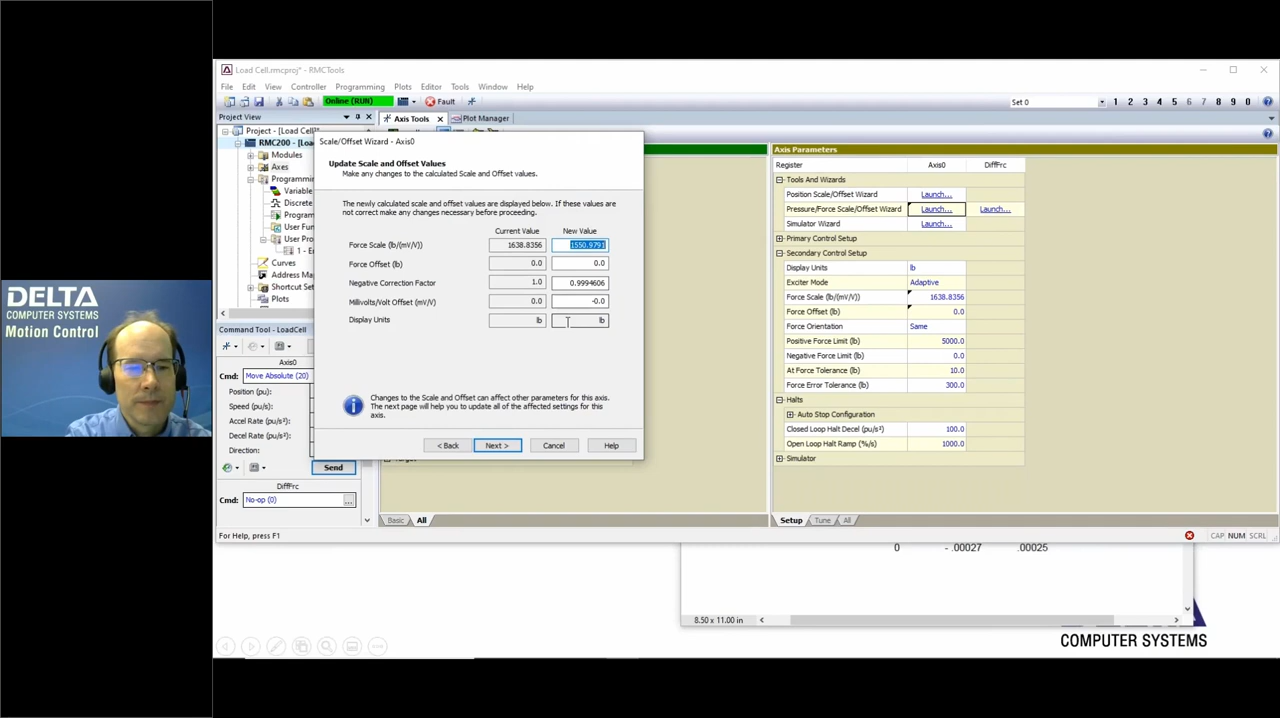 Load Cell.rmcproj* - RMCTools
File Edit View Controller Programming Plots Editor Tools Window Help
Online (RUN) Fault Set 0 1 2 3 4 5 6 7 8 9 0
Project View
Axis Tools Plot Manager
Project - [Load Cell]*
RMC200 - [Loa
Modules
Axes
Programmin
Variable
Discrete
Program
User Fun
User Pro
1 - E
Curves
Address Ma
Shortcut Set
Plots
Command Tool - LoadCell
Axis0
Cmd: Move Absolute (20)
Position (pu):
Speed (pu/s):
Accel Rate (pu/s²):
Decel Rate (pu/s²):
Direction:
Send
DiffFrc
Cmd: No-op (0) ...
Scale/Offset Wizard - Axis0
Update Scale and Offset Values
Make any changes to the calculated Scale and Offset values.
The newly calculated scale and offset values are displayed below. If these values are
not correct make any changes necessary before proceeding.
Current Value New Value
Force Scale (lb/(mV/V)) 1638.8356 1550.9791
Force Offset (lb) 0.0 0.0
Negative Correction Factor 1.0 0.9994606
Millivolts/Volt Offset (mV/V) 0.0 -0.0
Display Units lb lb
Changes to the Scale and Offset can affect other parameters for this axis.
The next page will help you to update all of the affected settings for this
axis.
< Back Next > Cancel Help
Basic All
Axis Parameters
Register Axis0 DiffFrc
Tools And Wizards
Position Scale/Offset Wizard Launch...
Pressure/Force Scale/Offset Wizard Launch... Launch...
Simulator Wizard Launch...
Primary Control Setup
Secondary Control Setup
Display Units lb
Exciter Mode Adaptive
Force Scale (lb/(mV/V)) 1638.8356
Force Offset (lb) 0.0
Force Orientation Same
Positive Force Limit (lb) 5000.0
Negative Force Limit (lb) 0.0
At Force Tolerance (lb) 10.0
Force Error Tolerance (lb) 300.0
Halts
Auto Stop Configuration
Closed Loop Halt Decel (pu/s²) 100.0
Open Loop Halt Ramp (%/s) 1000.0
Simulator
Setup Tune All
For Help, press F1
CAP NUM SCRL
0 - .00027 .00025
8.50 x 11.00 in
COMPUTER SYSTEMS
DELTA
COMPUTER SYSTEMS
Motion Control